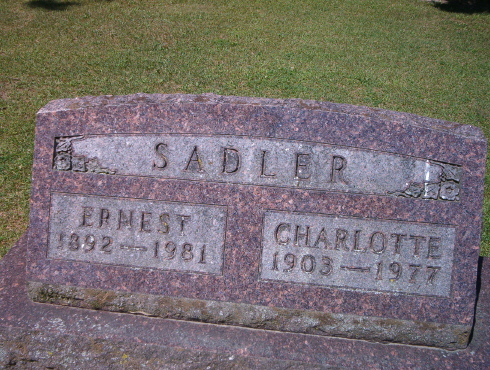 SADLER
ERNEST
1892 — 1981
CHARLOTTE
1903 — 1977